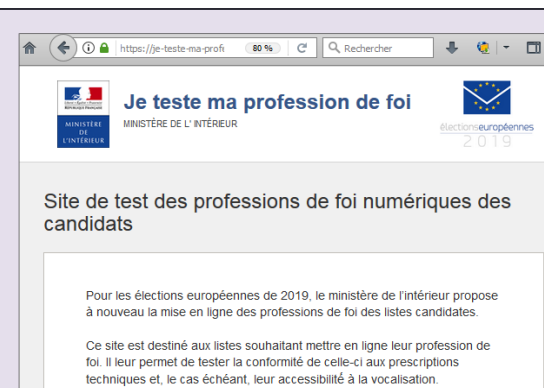 https://je-teste-ma-profi 80 % Rechercher
Je teste ma profession de foi
MINISTÈRE DE L' INTÉRIEUR
MINISTÈRE
DE
L'INTÉRIEUR
électionseuropéennes
2019
Site de test des professions de foi numériques des
candidats
Pour les élections européennes de 2019, le ministère de l'intérieur propose
à nouveau la mise en ligne des professions de foi des listes candidates.
Ce site est destiné aux listes souhaitant mettre en ligne leur profession de
foi. Il leur permet de tester la conformité de celle-ci aux prescriptions
techniques et, le cas échéant, leur accessibilité à la vocalisation.